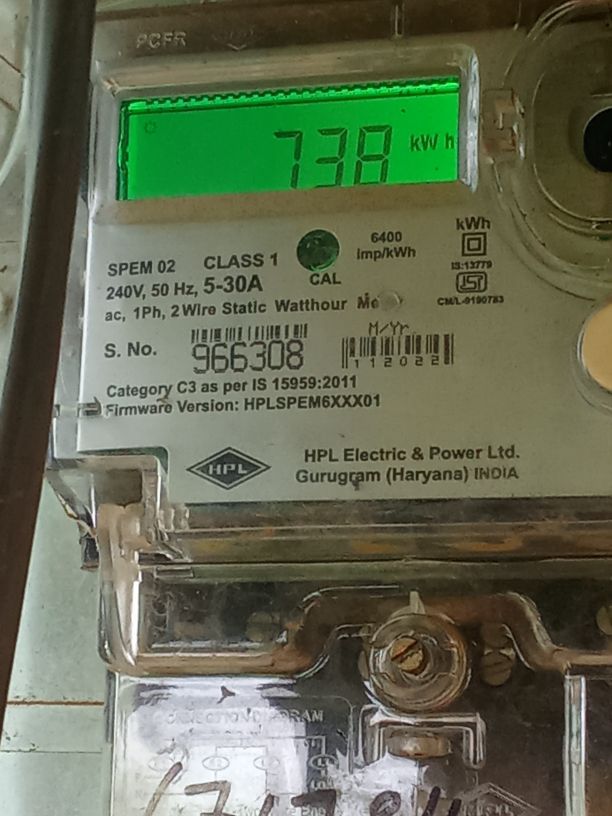 738 kWh
kWh
6400
imp/kWh
SPEM 02 CLASS 1
CAL
IS:13779
240V, 50 Hz, 5-30A
CM/L-9190783
ac, 1Ph, 2 Wire Static Watthour
M/Yr.
S. No. 966308
112022
Category C3 as per IS 15959:2011
Firmware Version: HPLSPEM6XXX01
HPL
HPL Electric & Power Ltd.
Gurugram (Haryana) INDIA